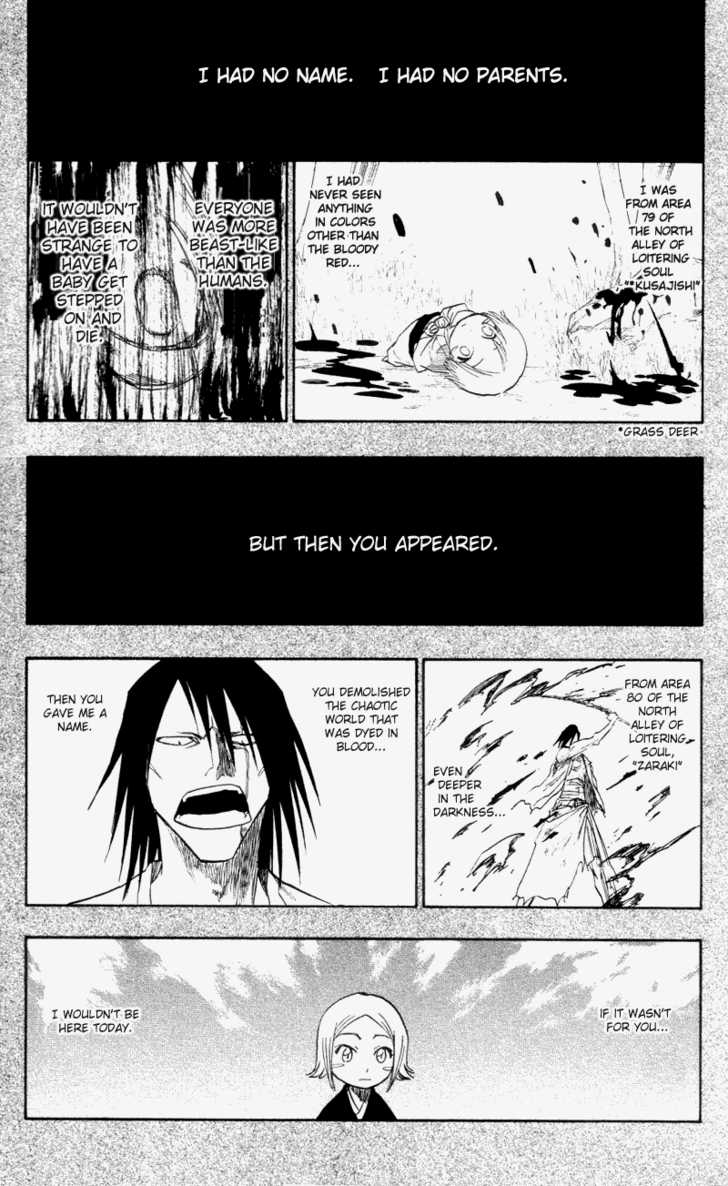 I HAD NO NAME. I HAD NO PARENTS.
I WAS
FROM AREA
79 OF
THE NORTH
ALLEY OF
LOITERING
SOUL
"*KUSAJISHI"
I HAD
NEVER SEEN
ANYTHING
IN COLORS
OTHER THAN
THE BLOODY
RED...
EVERYONE
WAS MORE
BEAST-LIKE
THAN THE
HUMANS.
IT WOULDN'T
HAVE BEEN
STRANGE TO
HAVE A
BABY GET
STEPPED
ON AND
DIE.
*GRASS DEER
BUT THEN YOU APPEARED.
FROM AREA
80 OF THE
NORTH
ALLEY OF
LOITERING
SOUL,
"ZARAKI"
EVEN
DEEPER
IN THE
DARKNESS...
YOU DEMOLISHED
THE CHAOTIC
WORLD THAT
WAS DYED IN
BLOOD...
THEN YOU
GAVE ME A
NAME.
IF IT WASN'T
FOR YOU...
I WOULDN'T BE
HERE TODAY.